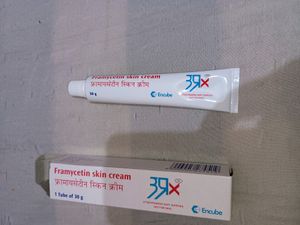 Framycetin skin cream
फ्रामायसेटीन स्किन क्रीम
30 g
Encube
Framycetin skin cream
फ्रामायसेटीन स्किन क्रीम
1 Tube of 30 g
Encube